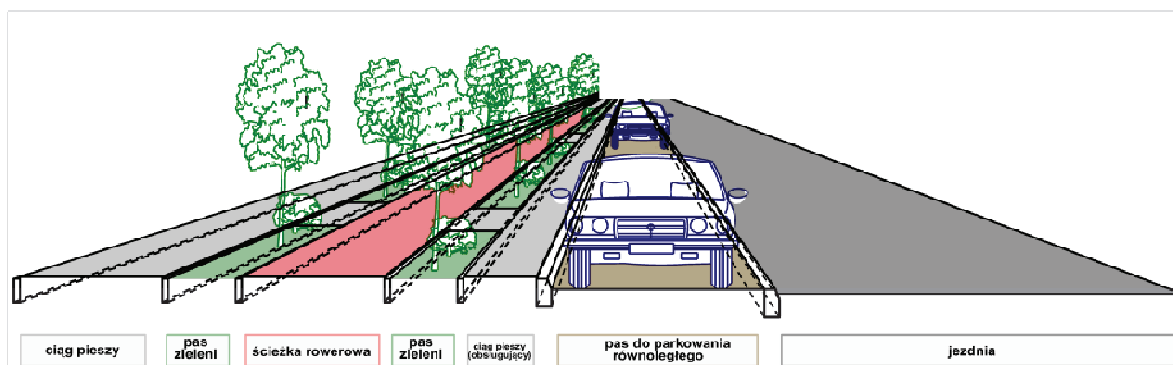 ciąg pieszy
pas
zieleni
ścieżka rowerowa
pas
zieleni
ciąg pieszy
(obsługujący)
pas do parkowania
równoległego
jezdnia